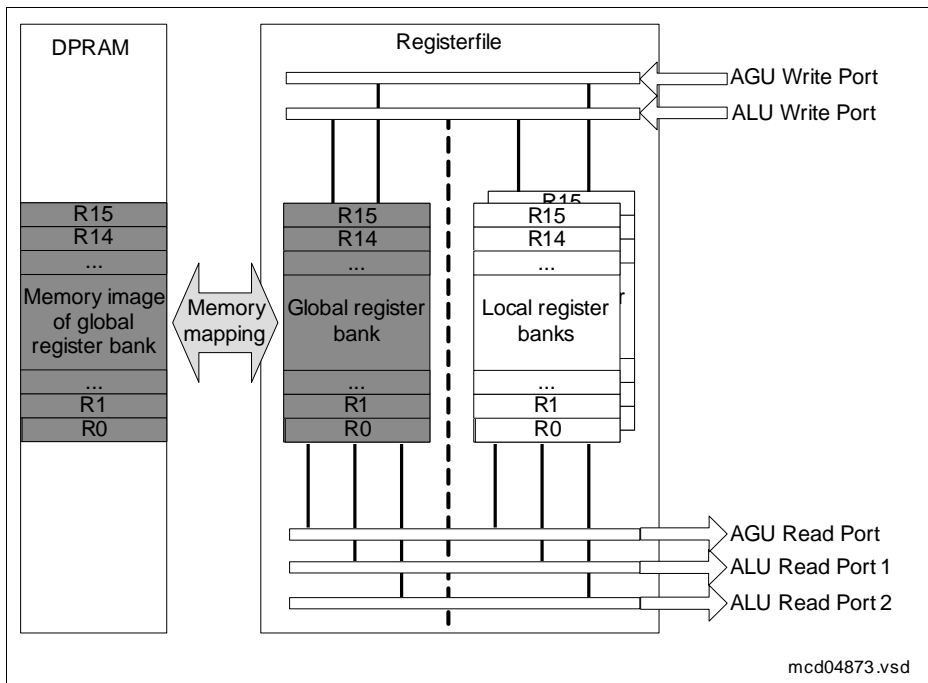 DPRAM
Registerfile
AGU Write Port
ALU Write Port
R15
R14
...
Memory image
of global
register bank
...
R1
R0
Memory
mapping
R15
R14
...
Global register
bank
...
R1
R0
R15
R15
R14
...
Local register
banks
...
R1
R0
AGU Read Port
ALU Read Port 1
ALU Read Port 2
mcd04873.vsd